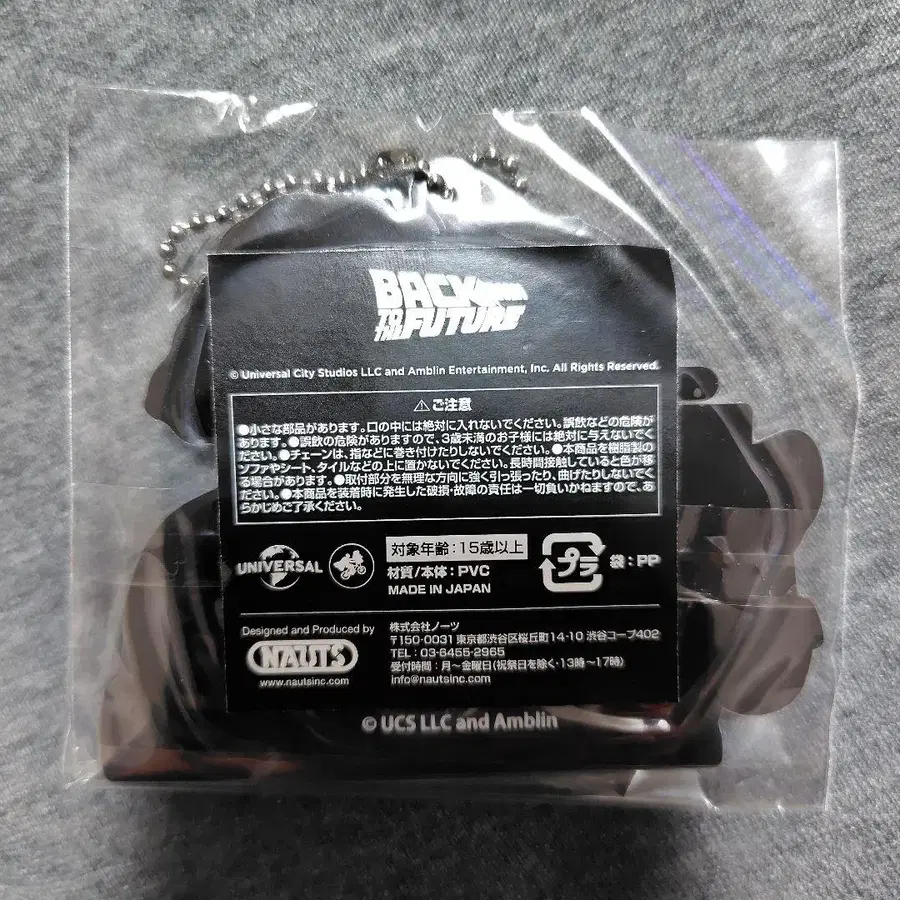 BACK
TO THE FUTURE
© Universal City Studios LLC and Amblin Entertainment, Inc. All Rights Reserved.
⚠ご注意
●小さな部品があります。口の中には絶対に入れないでください。誤飲などの危険が
あります。●誤飲の危険がありますので、3歳未満のお子様には絶対に与えないでく
ださい。●チェーンは、指などに巻き付けたりしないでください。●本商品を樹脂製の
ソファやシート、タイルなどの上に置かないでください。長時間接触していると色が移
る場合があります。●取付部分を無理な方向に強く引っ張ったり、曲げたりしないでく
ださい。●本商品を装着時に発生した破損・故障の責任は一切負いかねますので、あ
らかじめご了承ください。
UNIVERSAL
対象年齢:15歳以上
材質/本体:PVC
MADE IN JAPAN
プラ
袋:PP
Designed and Produced by
NAUTS
www.nautsinc.com
株式会社ノーツ
〒150-0031 東京都渋谷区桜丘町14-10 渋谷コープ402
TEL:03-6455-2965
受付時間:月~金曜日(祝祭日を除く・13時~17時)
info@nautsinc.com
© UCS LLC and Amblin